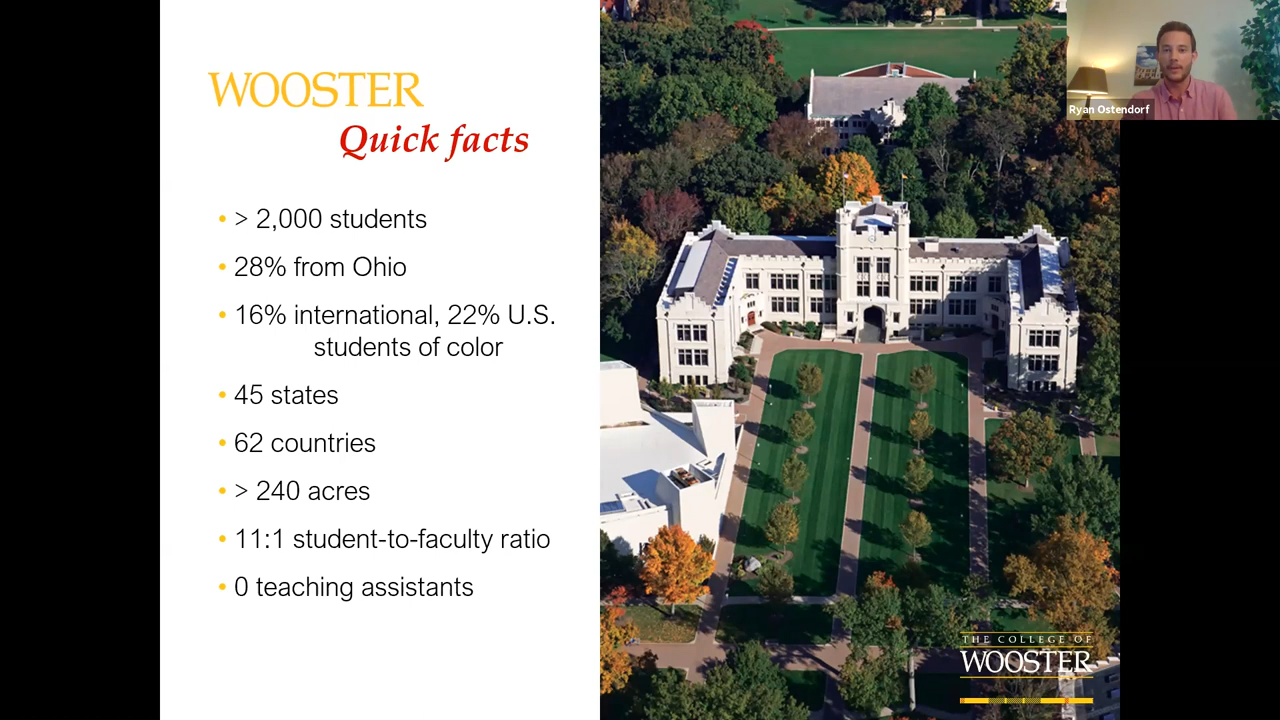 WOOSTER
Quick facts
• > 2,000 students
• 28% from Ohio
• 16% international, 22% U.S.
students of color
• 45 states
• 62 countries
• > 240 acres
• 11:1 student-to-faculty ratio
• 0 teaching assistants
Ryan Ostendorf
THE COLLEGE OF
WOOSTER